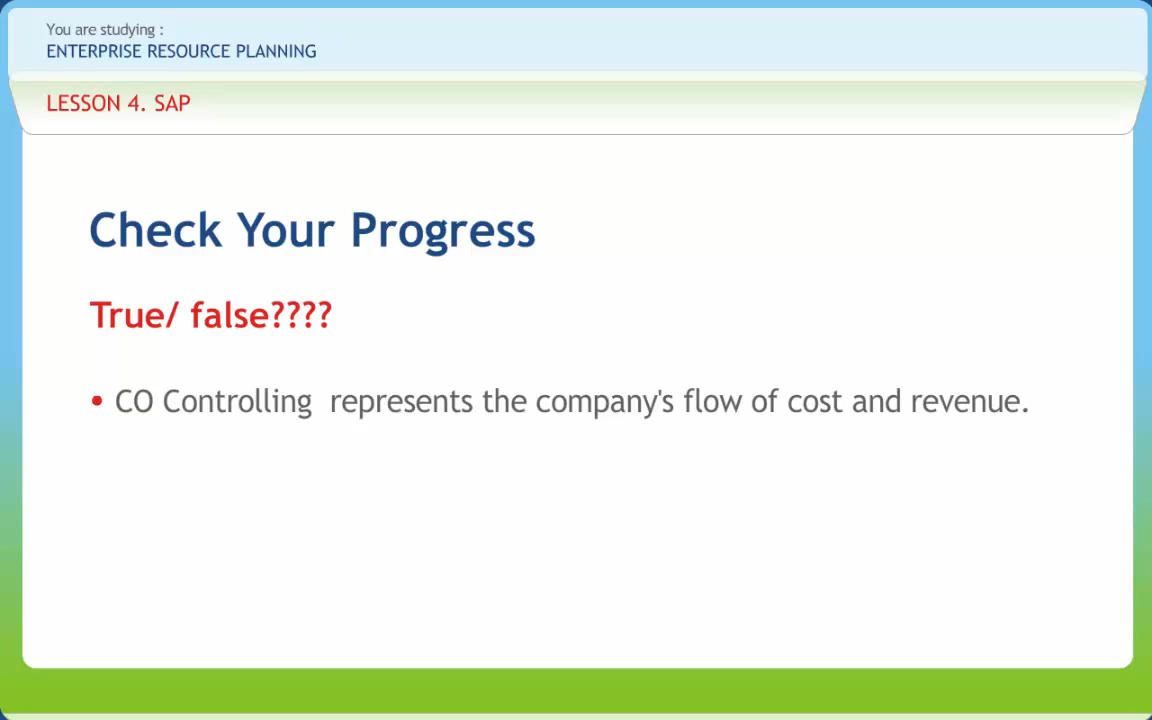 You are studying :
ENTERPRISE RESOURCE PLANNING
LESSON 4. SAP
Check Your Progress
True/ false????
• CO Controlling  represents the company's flow of cost and revenue.